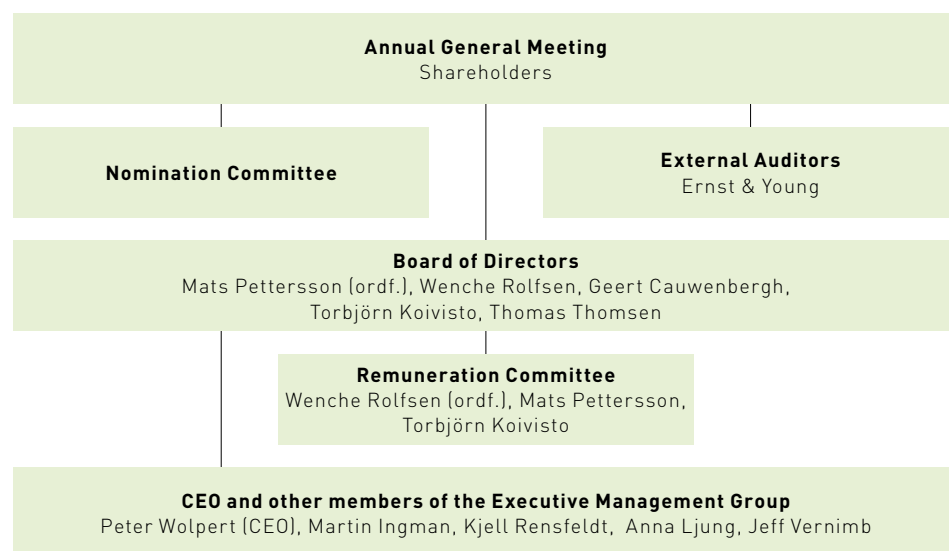 Annual General Meeting
Shareholders
Nomination Committee
External Auditors
Ernst & Young
Board of Directors
Mats Pettersson (ordf.), Wenche Rolfsen, Geert Cauwenbergh,
Torbjörn Koivisto, Thomas Thomsen
Remuneration Committee
Wenche Rolfsen (ordf.), Mats Pettersson,
Torbjörn Koivisto
CEO and other members of the Executive Management Group
Peter Wolpert (CEO), Martin Ingman, Kjell Rensfeldt, Anna Ljung, Jeff Vernimb